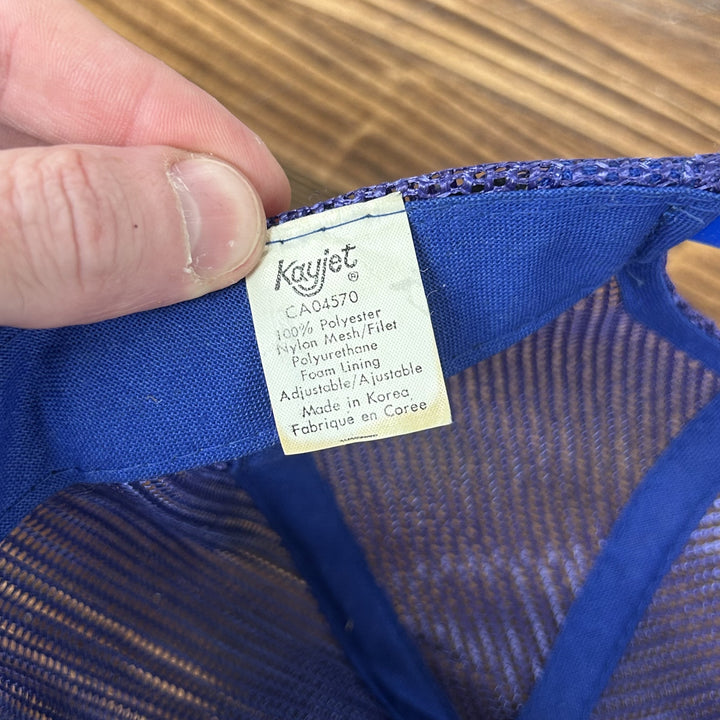 Kayjet ®
CA04570
100% Polyester
Nylon Mesh/Filet
Polyurethane
Foam Lining
Adjustable/Ajustable
Made in Korea
Fabrique en Coree